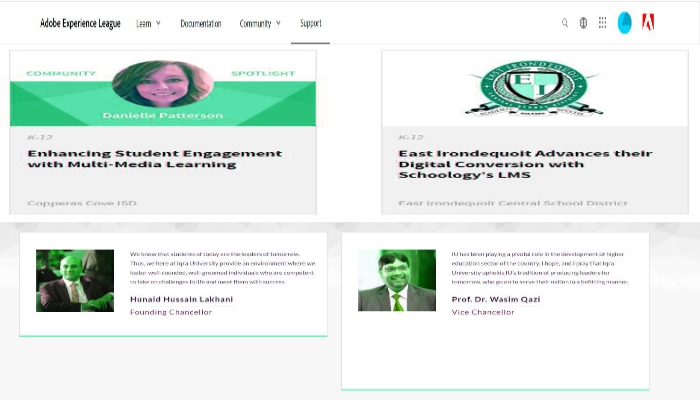 Adobe Experience League Learn Documentation Community Support
COMMUNITY SPOTLIGHT
Danielle Patterson
K-12
Enhancing Student Engagement
with Multi-Media Learning
Copperas Cove ISD
EAST IRONDEQUOIT
E I
K-12
East Irondequoit Advances their
Digital Conversion with
Schoology's LMS
East Irondequoit Central School District
We know that students of today are the leaders of tomorrow.
Thus, we here at Iqra University provide an environment where we
foster well-rounded, well-groomed individuals who are competent
to take on challenges in life and meet them with success.
Hunaid Hussain Lakhani
Founding Chancellor
IU has been playing a pivotal role in the development of higher
education sector of the country. I hope, and I pray that Iqra
University upholds IU's tradition of producing leaders for
tomorrow, who go on to serve their nation in a befitting manner.
Prof. Dr. Wasim Qazi
Vice Chancellor